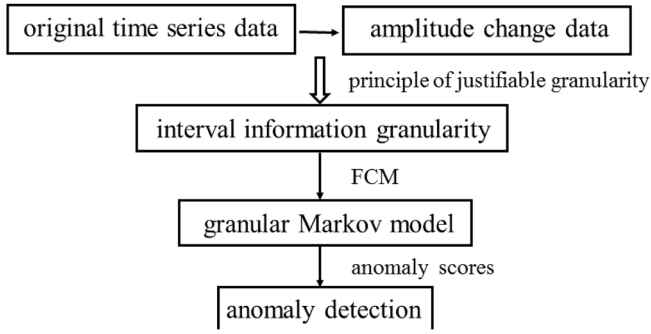 original time series data
amplitude change data
principle of justifiable granularity
interval information granularity
FCM
granular Markov model
anomaly scores
anomaly detection